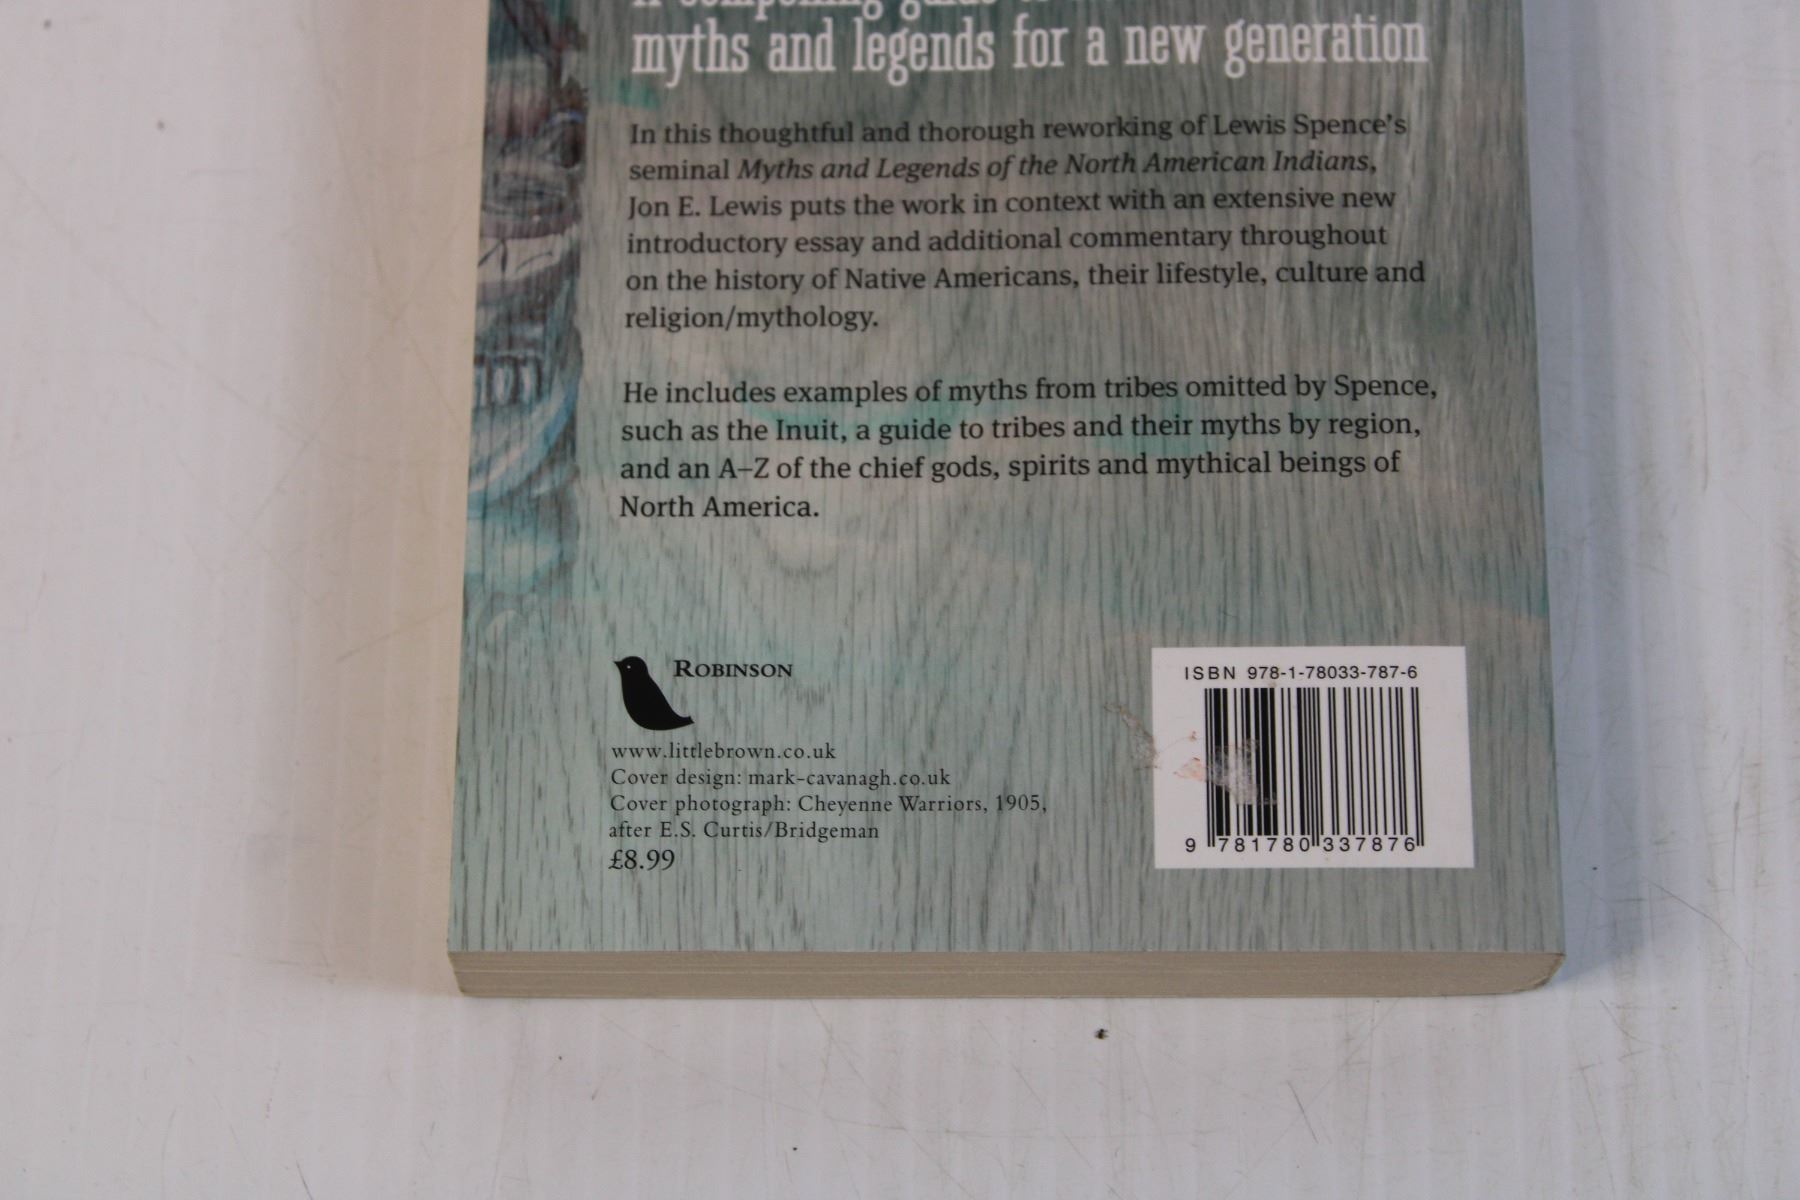 A compelling guide to
myths and legends for a new generation
In this thoughtful and thorough reworking of Lewis Spence's
seminal Myths and Legends of the North American Indians,
Jon E. Lewis puts the work in context with an extensive new
introductory essay and additional commentary throughout
on the history of Native Americans, their lifestyle, culture and
religion/mythology.
He includes examples of myths from tribes omitted by Spence,
such as the Inuit, a guide to tribes and their myths by region,
and an A–Z of the chief gods, spirits and mythical beings of
North America.
ROBINSON
www.littlebrown.co.uk
Cover design: mark-cavanagh.co.uk
Cover photograph: Cheyenne Warriors, 1905,
after E.S. Curtis/Bridgeman
£8.99
ISBN 978-1-78033-787-6
9 781780 337876